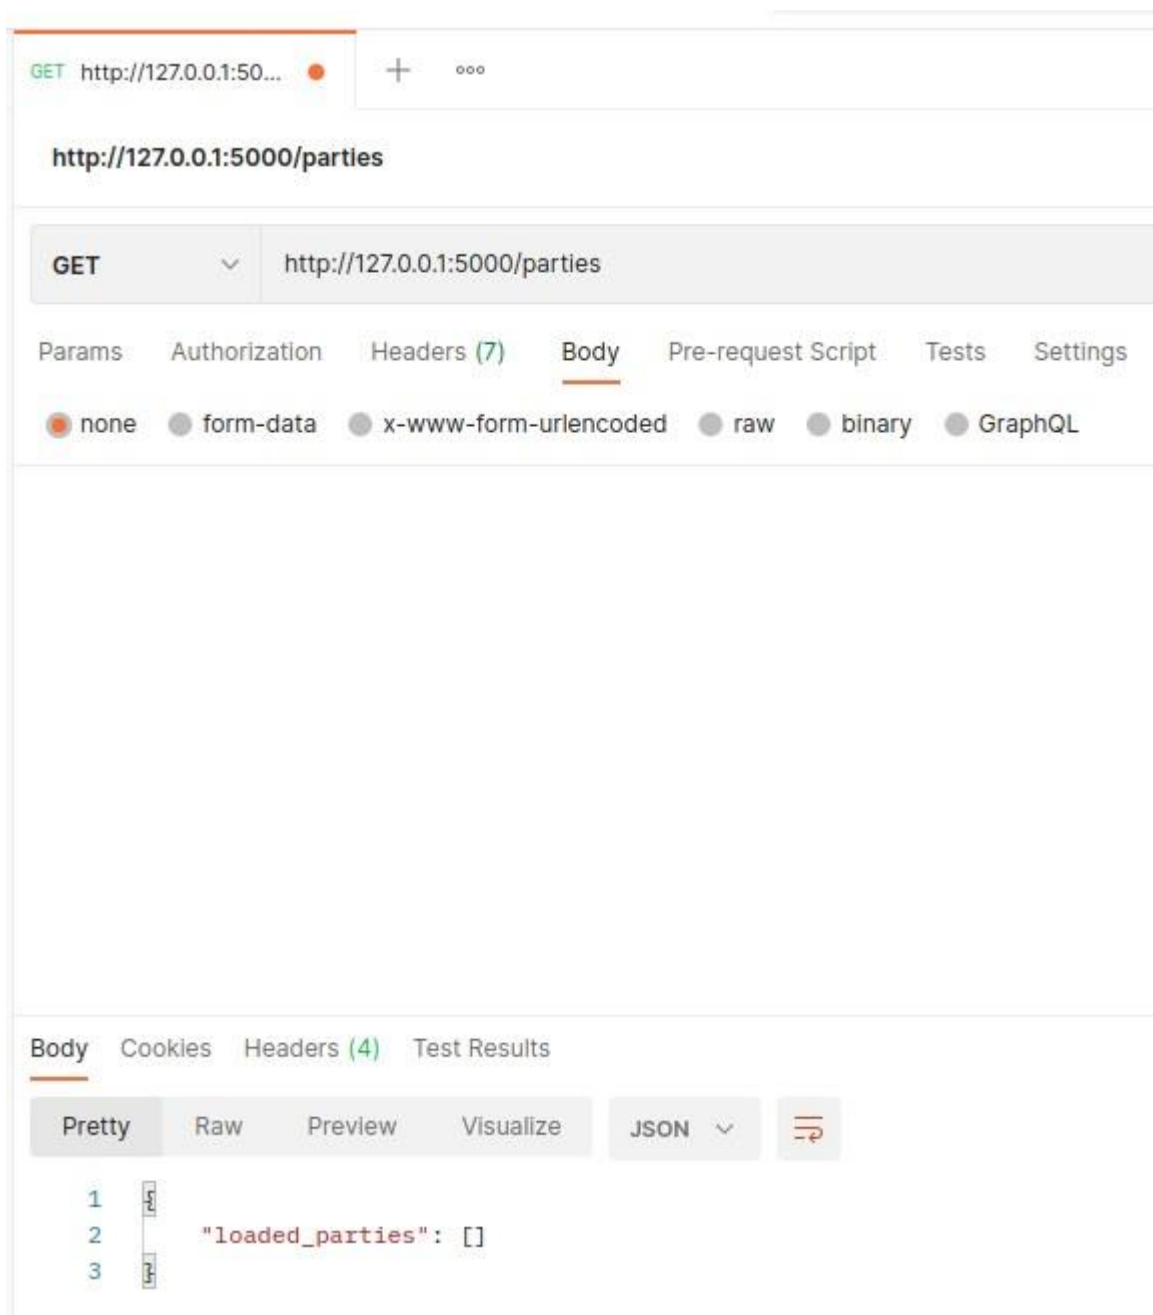 GET http://127.0.0.1:50...
http://127.0.0.1:5000/parties
GET http://127.0.0.1:5000/parties
Params Authorization Headers (7) Body Pre-request Script Tests Settings
none form-data x-www-form-urlencoded raw binary GraphQL
Body Cookies Headers (4) Test Results
Pretty Raw Preview Visualize JSON
1 {
2 "loaded_parties": []
3 }